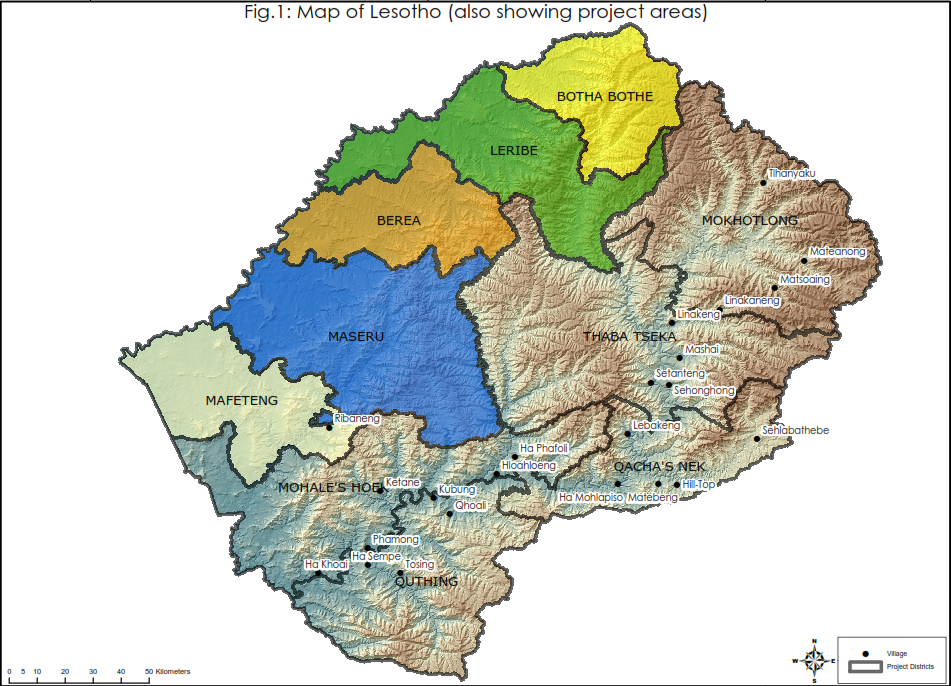 Fig.1: Map of Lesotho (also showing project areas)
BOTHA BOTHE
LERIBE
Tlhanyaku
BEREA
MOKHOTLONG
Mateanong
Matsoaing
Linakaneng
Linakeng
MASERU
THABA TSEKA
Mashai
Setanteng
Sehonghong
MAFETENG
Ribaneng
Lebakeng
Sehlabathebe
Ha Phafoli
Hloahloeng
QACHA'S NEK
MOHALE'S HOEK
Ketane
Kubung
Ha Mohlapiso
Matebeng
Hill-Top
Qhoali
Phamong
Ha Sempe
Ha Khoai
Tosing
QUTHING
N
W
E
S
Village
Project Districts
0 5 10 20 30 40 50 Kilometers